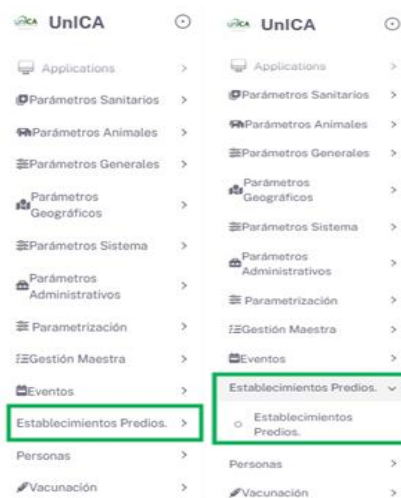 UnICA
Applications
Parámetros Sanitarios
Parámetros Animales
Parámetros Generales
Parámetros
Geográficos
Parámetros Sistema
Parámetros
Administrativos
Parametrización
Gestión Maestra
Eventos
Establecimientos Predios.
Personas
Vacunación
UnICA
Applications
Parámetros Sanitarios
Parámetros Animales
Parámetros Generales
Parámetros
Geográficos
Parámetros Sistema
Parámetros
Administrativos
Parametrización
Gestión Maestra
Eventos
Establecimientos Predios.
Establecimientos
Predios.
Personas
Vacunación